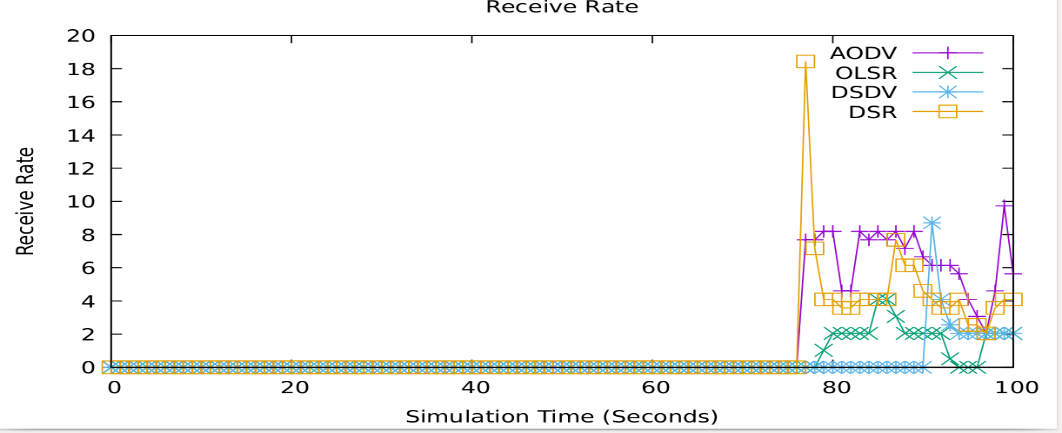 Receive Rate
20
18
16
14
12
10
8
6
4
2
0
Receive Rate
AODV
OLSR
DSDV
DSR
0 20 40 60 80 100
Simulation Time (Seconds)